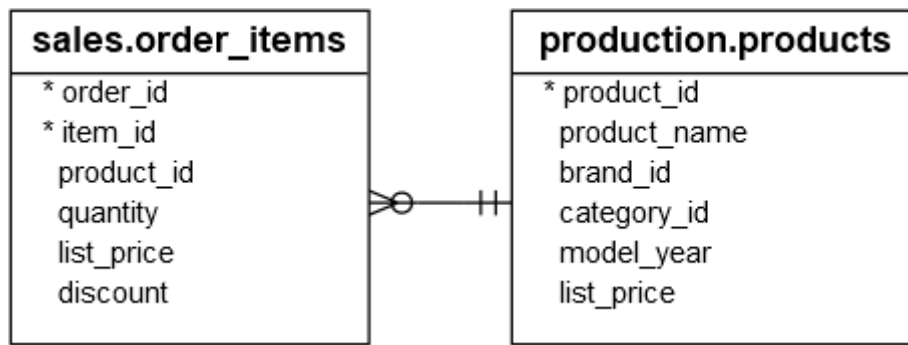 sales.order_items
* order_id
* item_id
product_id
quantity
list_price
discount
production.products
* product_id
product_name
brand_id
category_id
model_year
list_price